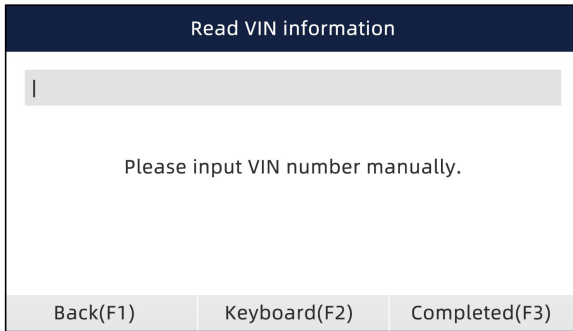 Read VIN information
Please input VIN number manually.
Back(F1) Keyboard(F2) Completed(F3)